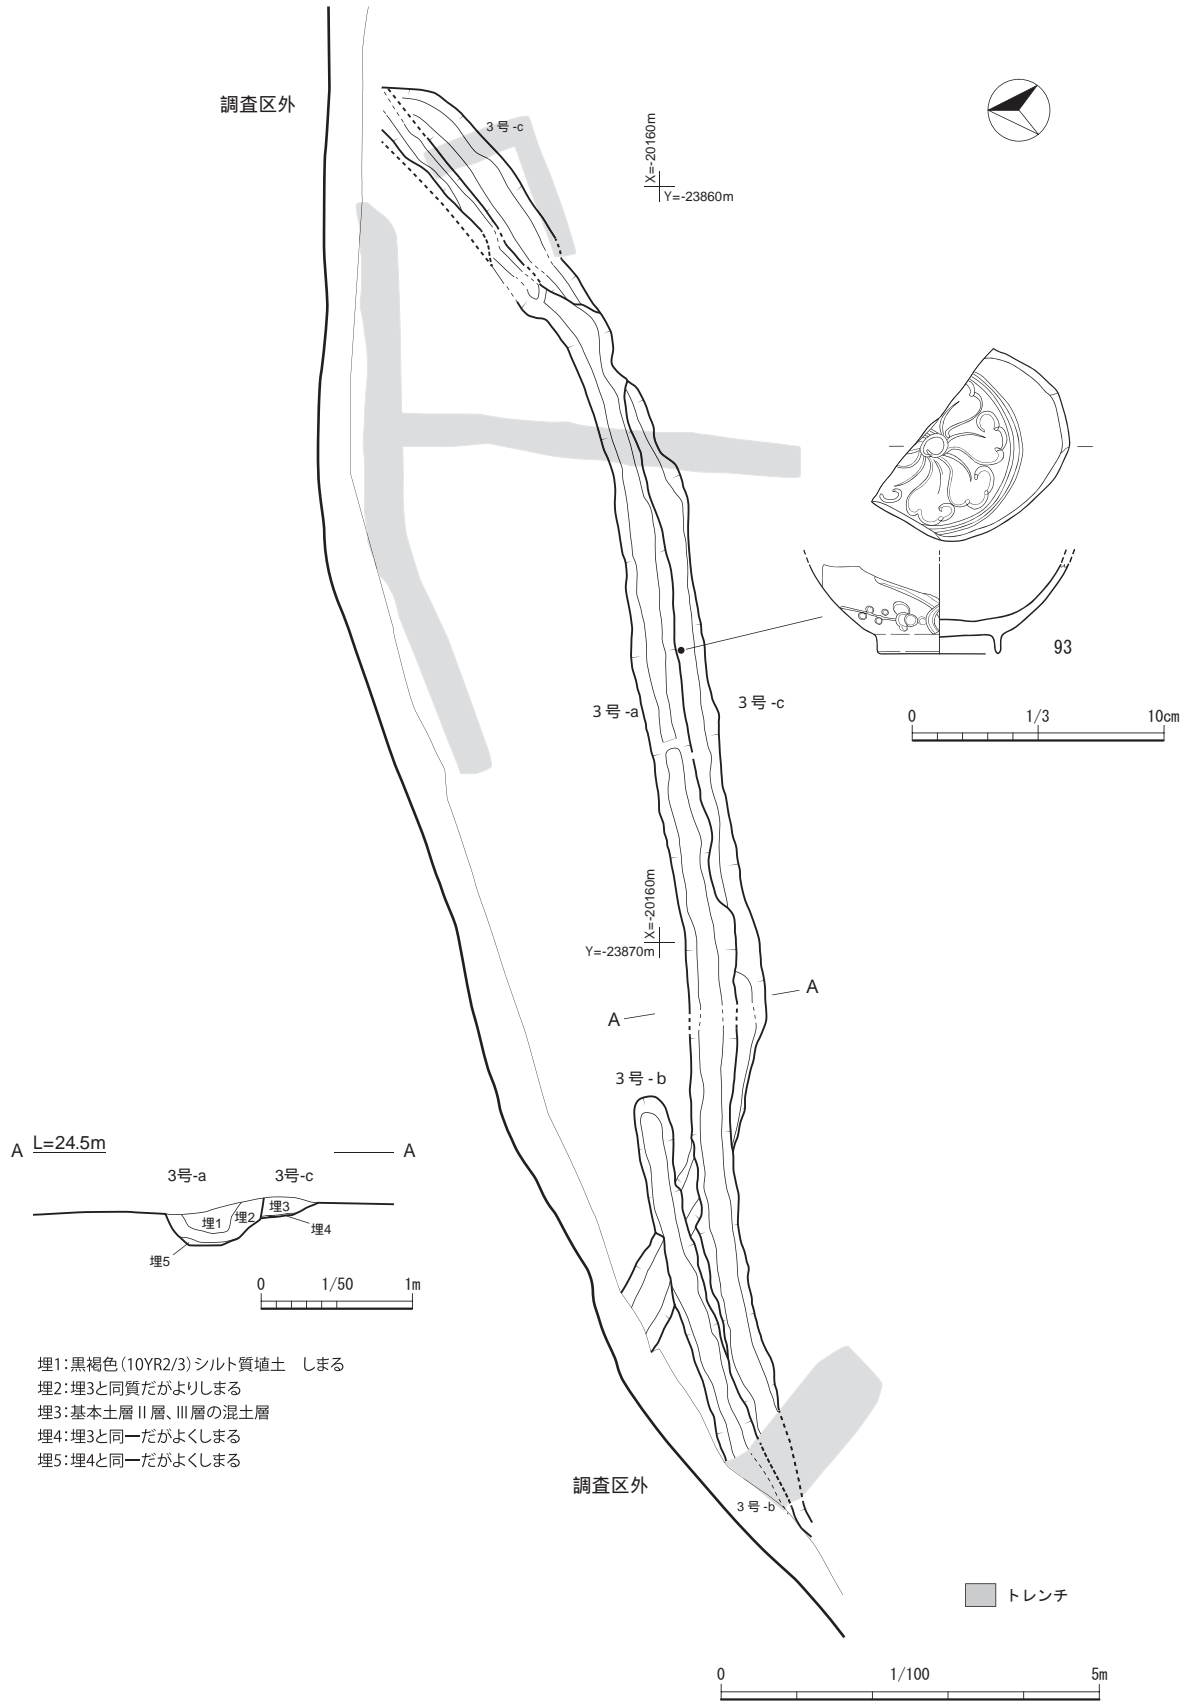 調査区外
3号-c
X=-20160m
Y=-23860m
93
3号-a
3号-c
0 1/3 10cm
X=-20160m
Y=-23870m
A
A
3号-b
A L=24.5m A
3号-a 3号-c
埋1 埋2 埋3
埋4
埋5
0 1/50 1m
埋1：黒褐色（10YR2/3）シルト質埴土　しまる
埋2：埋3と同質だがよりしまる
埋3：基本土層Ⅱ層、Ⅲ層の混土層
埋4：埋3と同一だがよくしまる
埋5：埋4と同一だがよくしまる
調査区外
3号-b
トレンチ
0 1/100 5m